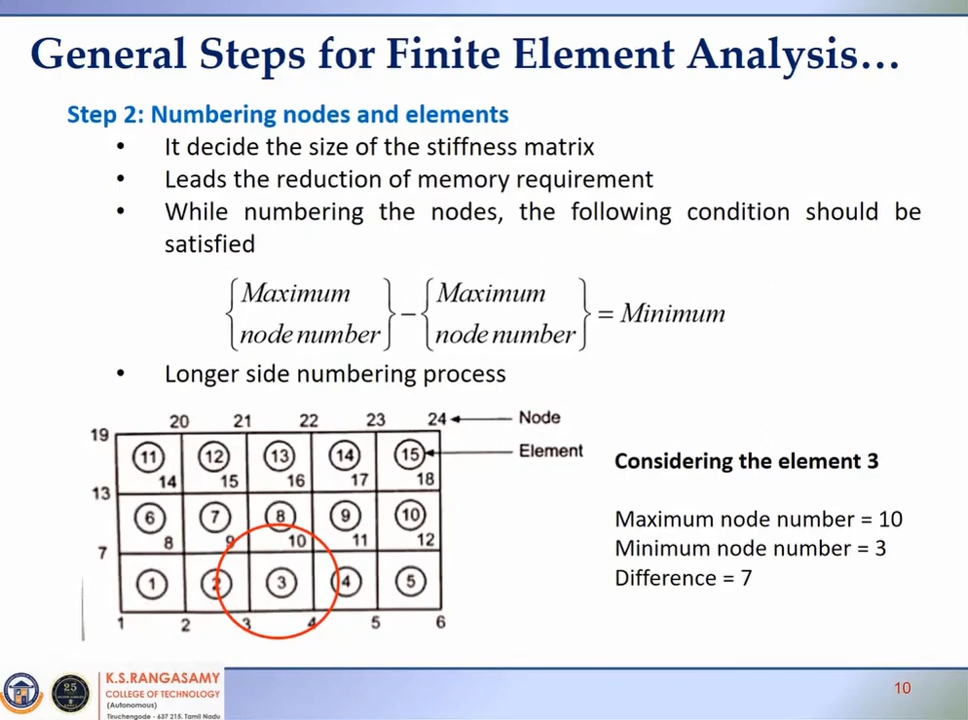 General Steps for Finite Element Analysis…
Step 2: Numbering nodes and elements
• It decide the size of the stiffness matrix
• Leads the reduction of memory requirement
• While numbering the nodes, the following condition should be
satisfied
{Maximum node number} − {Maximum node number} = Minimum
• Longer side numbering process
19 20 21 22 23 24 Node
11 12 13 14 15 Element
13 14 15 16 17 18
6 7 8 9 10
7 8 9 10 11 12
1 2 3 4 5
1 2 3 4 5 6
Considering the element 3
Maximum node number = 10
Minimum node number = 3
Difference = 7
25
K.S.RANGASAMY
COLLEGE OF TECHNOLOGY
(Autonomous)
Tiruchengode - 637 215. Tamil Nadu
10